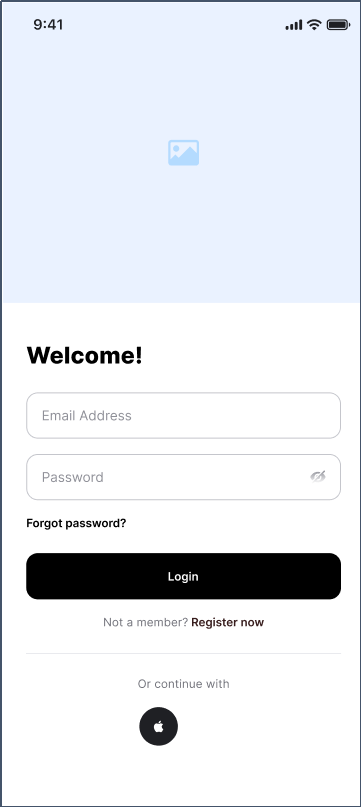 9:41
Welcome!
Email Address
Password
Forgot password?
Login
Not a member? Register now
Or continue with